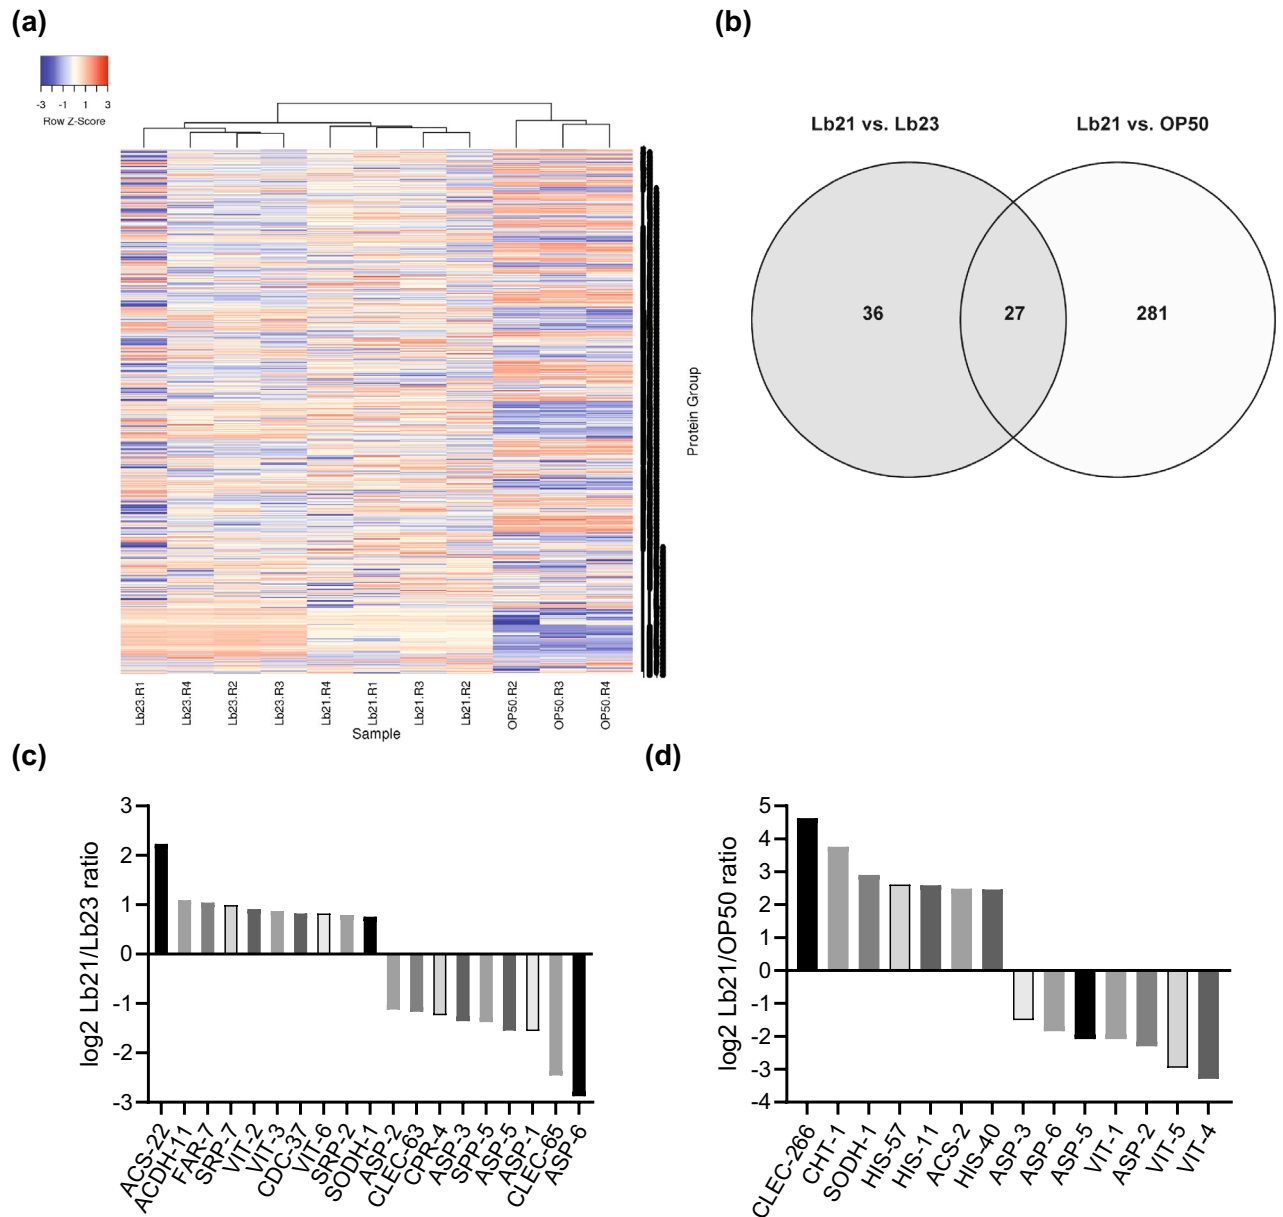 (a)
-3 -1 1 3
Row Z-Score
Lb23.R1
Lb23.R4
Lb23.R2
Lb23.R3
Lb21.R4
Lb21.R1
Lb21.R3
Lb21.R2
OP50.R2
OP50.R3
OP50.R4
Sample
Protein Group
(b)
Lb21 vs. Lb23 Lb21 vs. OP50
36 27 281
(c)
log2 Lb21/Lb23 ratio
3
2
1
0
-1
-2
-3
ACS-22
ACDH-11
FAR-7
SRP-7
VIT-2
VIT-3
CDC-37
VIT-6
SRP-2
SODH-1
ASP-2
CLEC-63
CPR-4
ASP-3
SPP-5
ASP-5
ASP-1
CLEC-65
ASP-6
(d)
log2 Lb21/OP50 ratio
5
4
3
2
1
0
-1
-2
-3
-4
CLEC-266
CHT-1
SODH-1
HIS-57
HIS-11
ACS-2
HIS-40
ASP-3
ASP-6
ASP-5
VIT-1
ASP-2
VIT-5
VIT-4